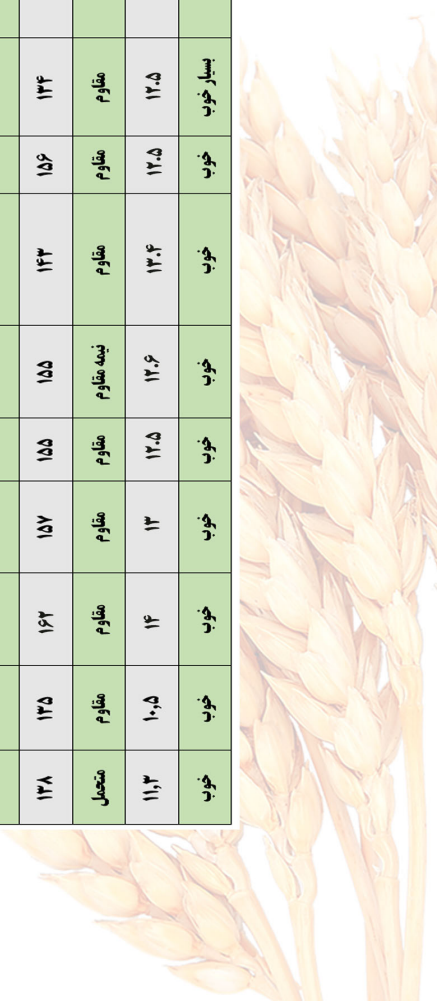 ۱۳۴ مقاوم ۱۲.۵ بسیار خوب
۱۵۶ مقاوم ۱۲.۵ خوب
۱۴۳ مقاوم ۱۳.۴ خوب
۱۵۵ نیمه مقاوم ۱۲.۶ خوب
۱۵۵ مقاوم ۱۲.۵ خوب
۱۵۷ مقاوم ۱۳ خوب
۱۶۲ مقاوم ۱۴ خوب
۱۳۵ مقاوم ۱۰,۵ خوب
۱۳۸ متحمل ۱۱,۳ خوب